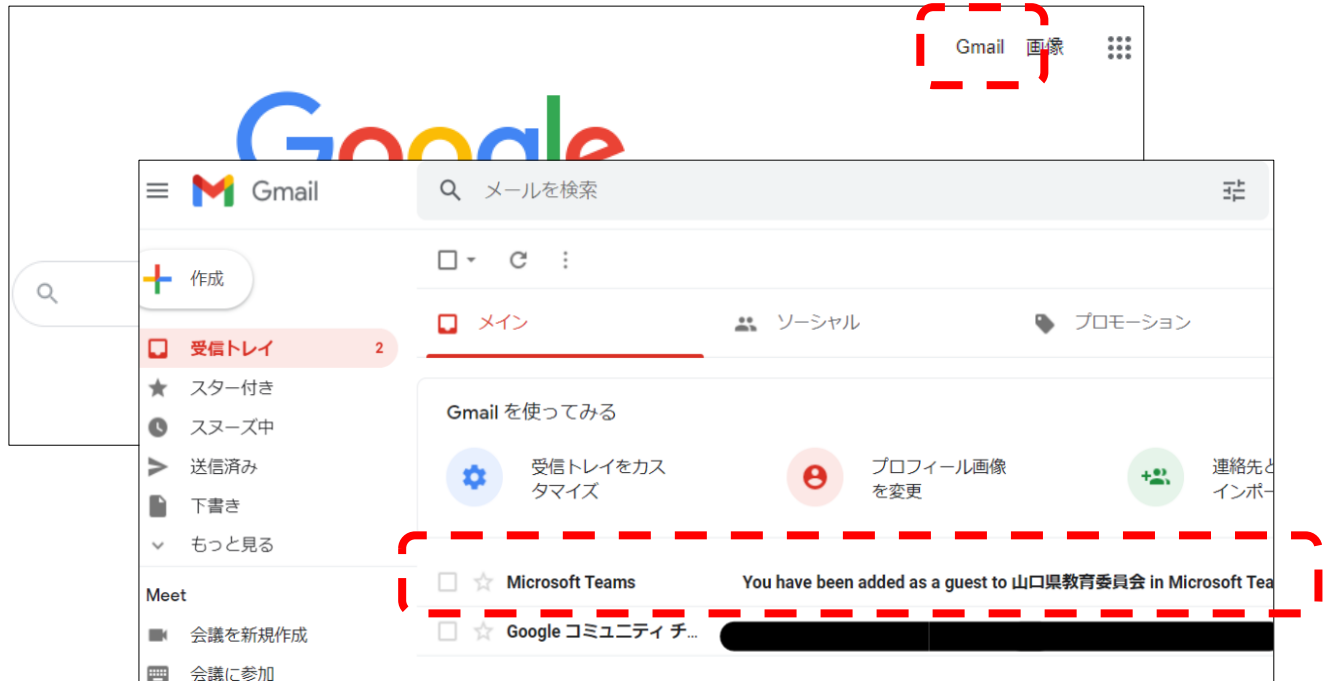 Gmail 画像
Google
Gmail
メールを検索
作成
メイン
ソーシャル
プロモーション
受信トレイ 2
スター付き
スヌーズ中
送信済み
下書き
もっと見る
Gmail を使ってみる
受信トレイをカス
タマイズ
プロフィール画像
を変更
連絡先と
インポー
Microsoft Teams You have been added as a guest to 山口県教育委員会 in Microsoft Tea
Google コミュニティ チ...
Meet
会議を新規作成
会議に参加